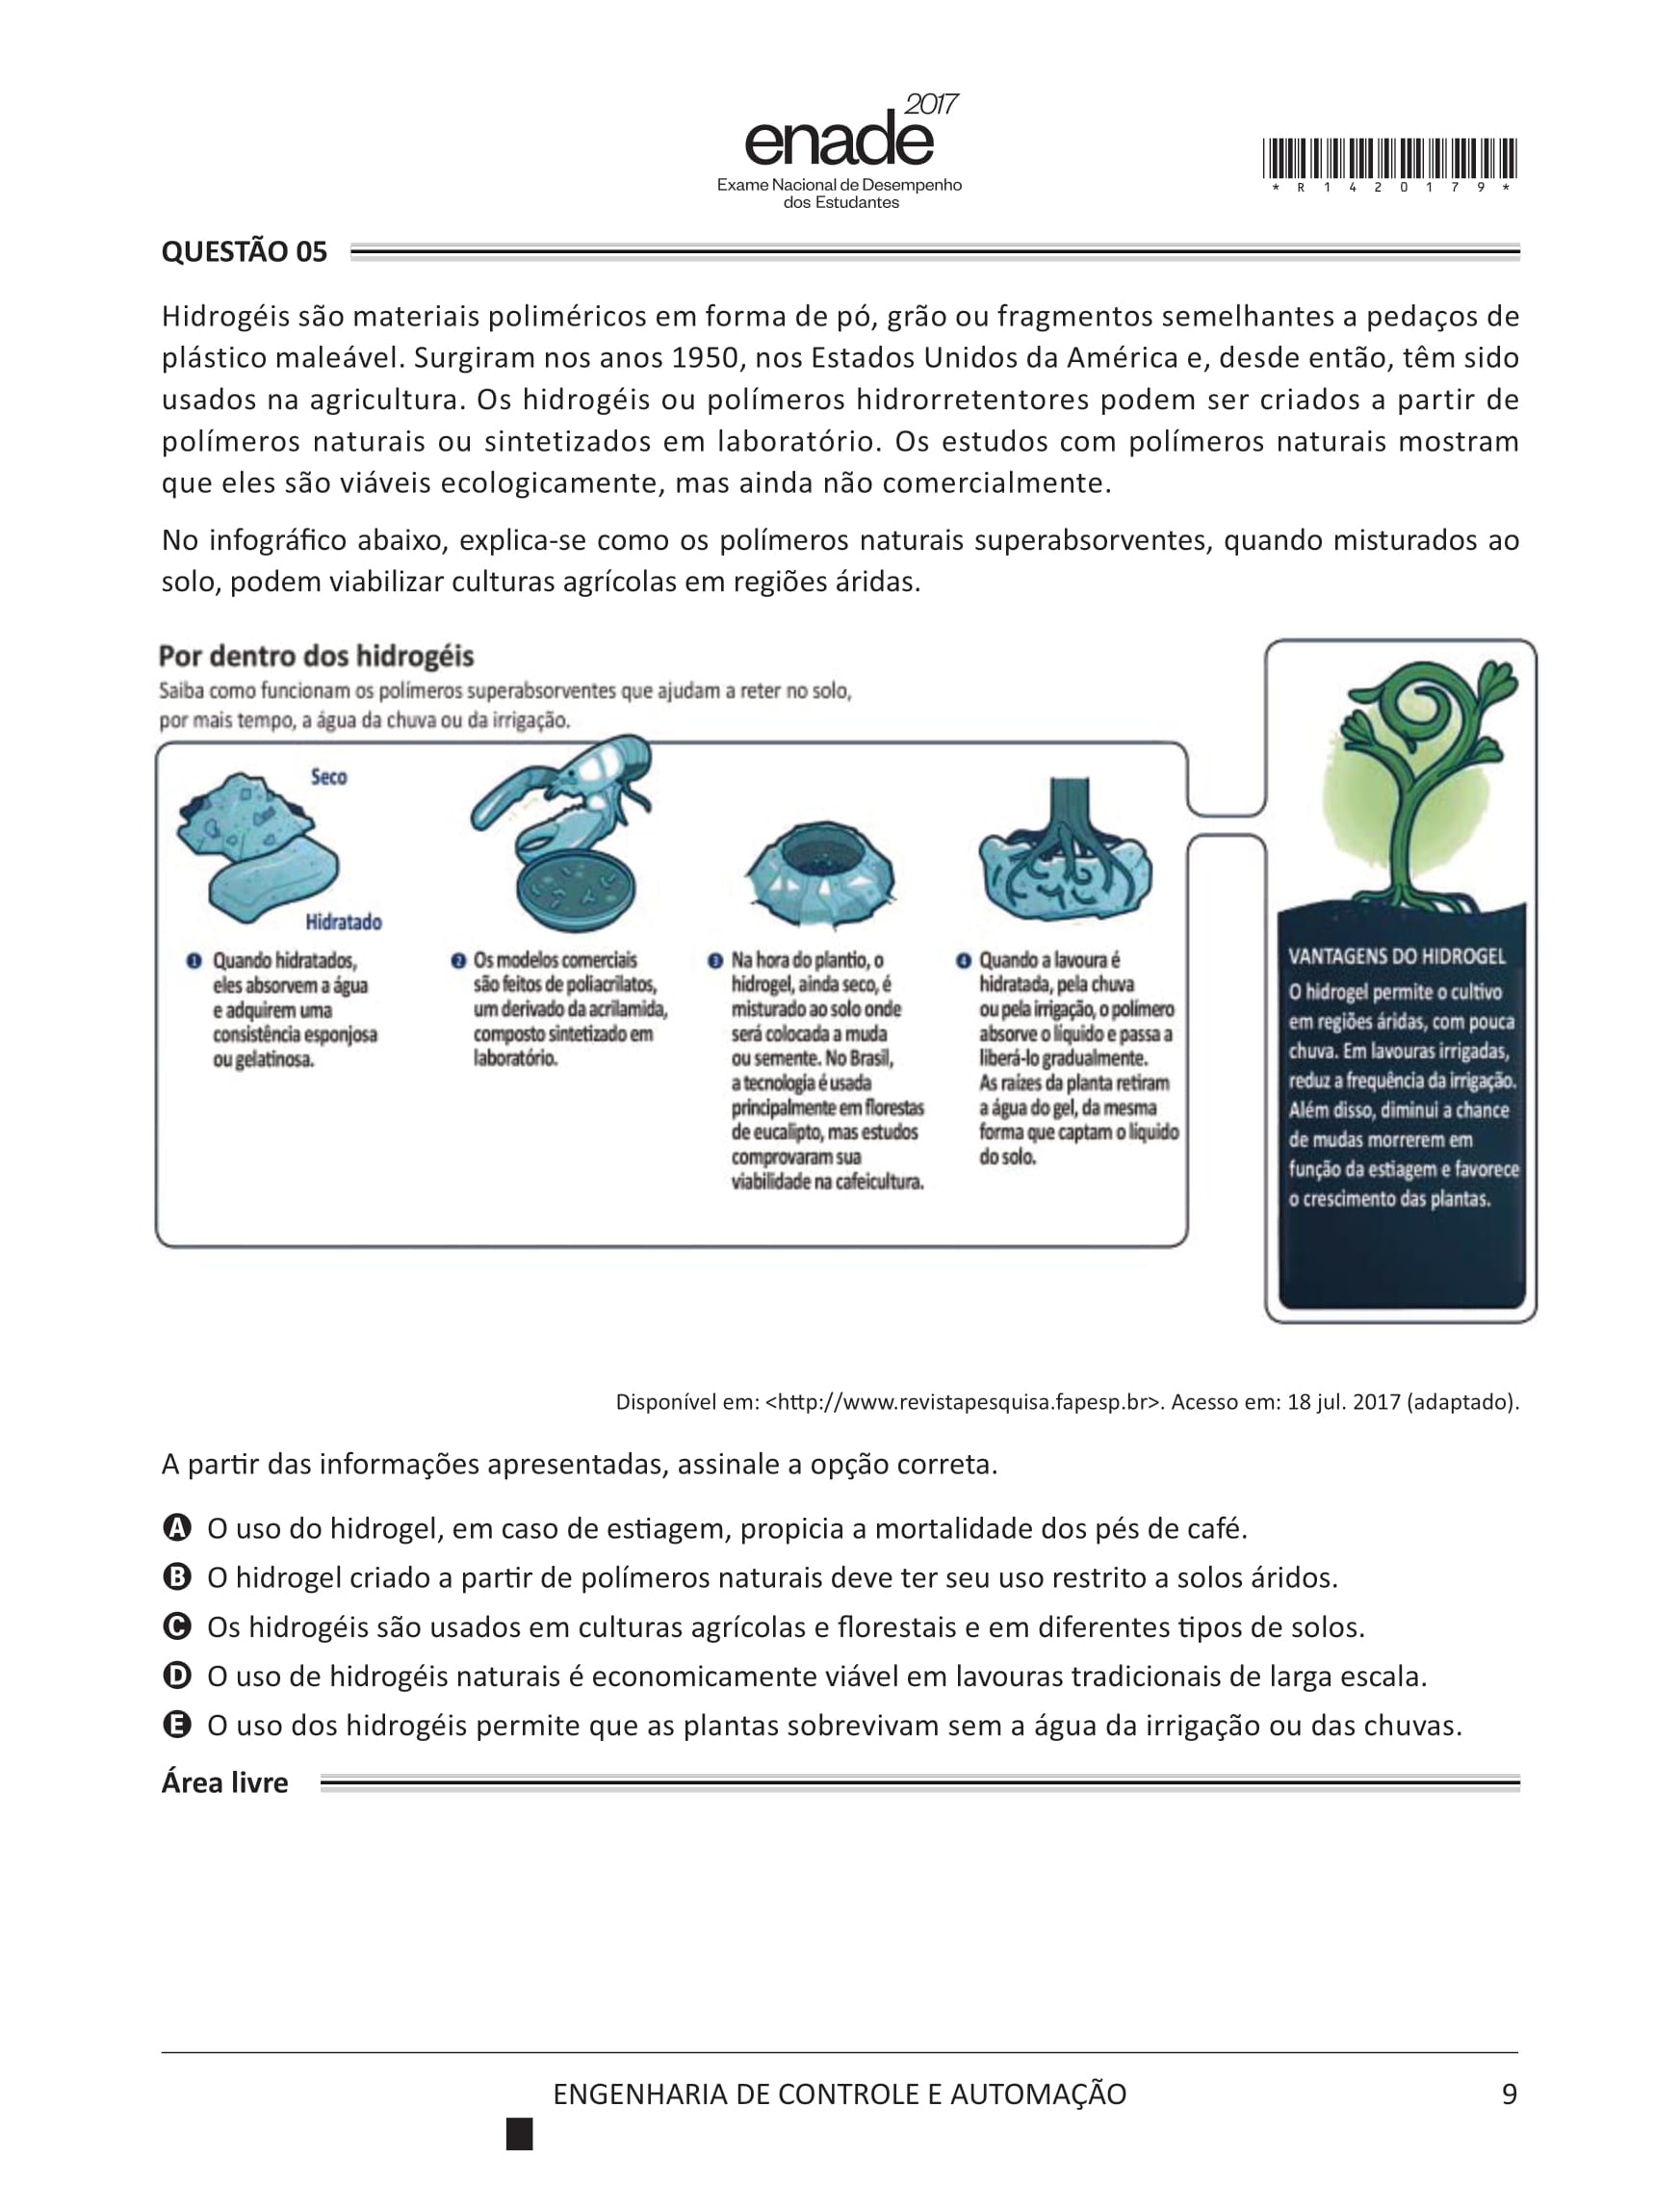 2017
enade
Exame Nacional de Desempenho
dos Estudantes
* R 1 4 2 0 1 7 9 *
QUESTÃO 05
Hidrogéis são materiais poliméricos em forma de pó, grão ou fragmentos semelhantes a pedaços de
plástico maleável. Surgiram nos anos 1950, nos Estados Unidos da América e, desde então, têm sido
usados na agricultura. Os hidrogéis ou polímeros hidrorretentores podem ser criados a partir de
polímeros naturais ou sintetizados em laboratório. Os estudos com polímeros naturais mostram
que eles são viáveis ecologicamente, mas ainda não comercialmente.
No infográfico abaixo, explica-se como os polímeros naturais superabsorventes, quando misturados ao
solo, podem viabilizar culturas agrícolas em regiões áridas.
Por dentro dos hidrogéis
Saiba como funcionam os polímeros superabsorventes que ajudam a reter no solo,
por mais tempo, a água da chuva ou da irrigação.
Seco
Hidratado
1 Quando hidratados,
eles absorvem a água
e adquirem uma
consistência esponjosa
ou gelatinosa.
2 Os modelos comerciais
são feitos de poliacrilatos,
um derivado da acrilamida,
composto sintetizado em
laboratório.
3 Na hora do plantio, o
hidrogel, ainda seco, é
misturado ao solo onde
será colocada a muda
ou semente. No Brasil,
a tecnologia é usada
principalmente em florestas
de eucalipto, mas estudos
comprovaram sua
viabilidade na cafeicultura.
4 Quando a lavoura é
hidratada, pela chuva
ou pela irrigação, o polímero
absorve o líquido e passa a
liberá-lo gradualmente.
As raízes da planta retiram
a água do gel, da mesma
forma que captam o líquido
do solo.
VANTAGENS DO HIDROGEL
O hidrogel permite o cultivo
em regiões áridas, com pouca
chuva. Em lavouras irrigadas,
reduz a frequência da irrigação.
Além disso, diminui a chance
de mudas morrerem em
função da estiagem e favorece
o crescimento das plantas.
Disponível em: <http://www.revistapesquisa.fapesp.br>. Acesso em: 18 jul. 2017 (adaptado).
A partir das informações apresentadas, assinale a opção correta.
A O uso do hidrogel, em caso de estiagem, propicia a mortalidade dos pés de café.
B O hidrogel criado a partir de polímeros naturais deve ter seu uso restrito a solos áridos.
C Os hidrogéis são usados em culturas agrícolas e florestais e em diferentes tipos de solos.
D O uso de hidrogéis naturais é economicamente viável em lavouras tradicionais de larga escala.
E O uso dos hidrogéis permite que as plantas sobrevivam sem a água da irrigação ou das chuvas.
Área livre
ENGENHARIA DE CONTROLE E AUTOMAÇÃO
9